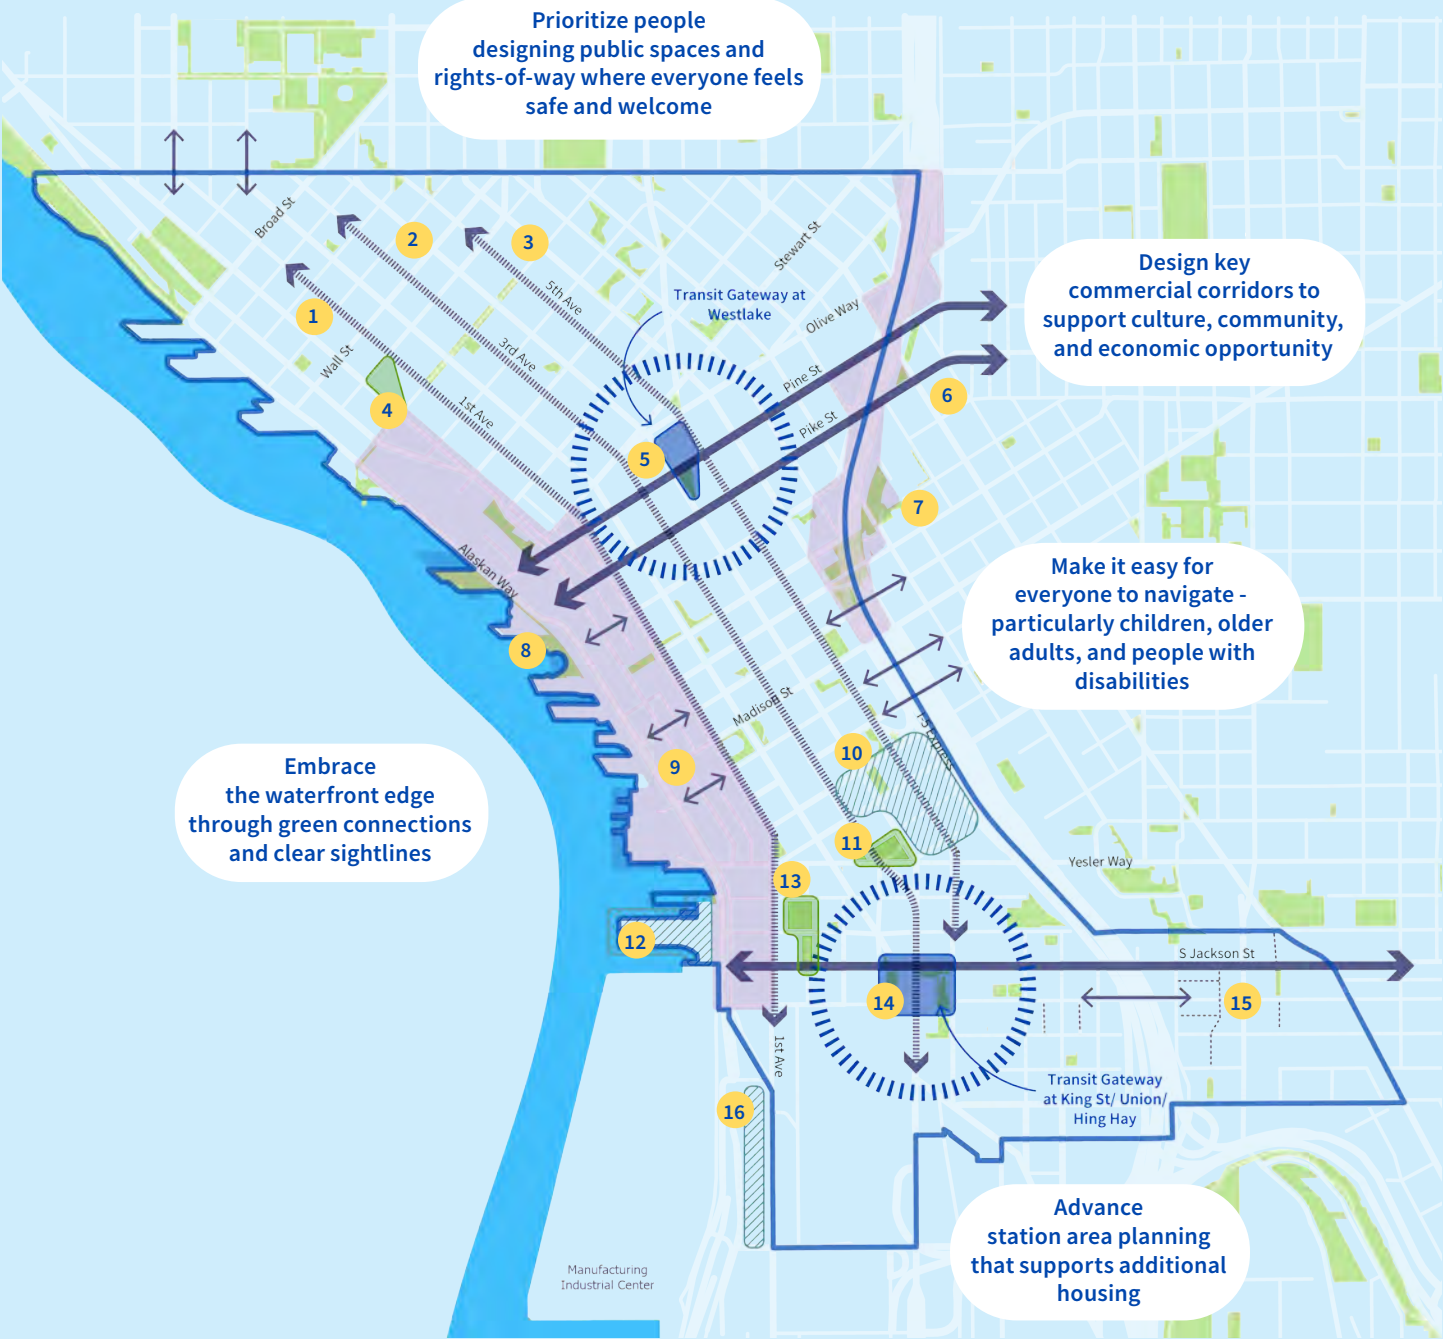 Prioritize people
designing public spaces and
rights-of-way where everyone feels
safe and welcome
Broad St
2
3
Stewart St
1
5th Ave
Transit Gateway at
Westlake
Olive Way
Design key
commercial corridors to
support culture, community,
and economic opportunity
Wall St
3rd Ave
Pine St
4
1st Ave
Pike St
6
5
7
Alaskan Way
Make it easy for
everyone to navigate -
particularly children, older
adults, and people with
disabilities
8
Madison St
I-5 Express
9
10
Embrace
the waterfront edge
through green connections
and clear sightlines
11
Yesler Way
13
12
S Jackson St
14
15
1st Ave
Transit Gateway
at King St/ Union/
Hing Hay
16
Advance
station area planning
that supports additional
housing
Manufacturing
Industrial Center